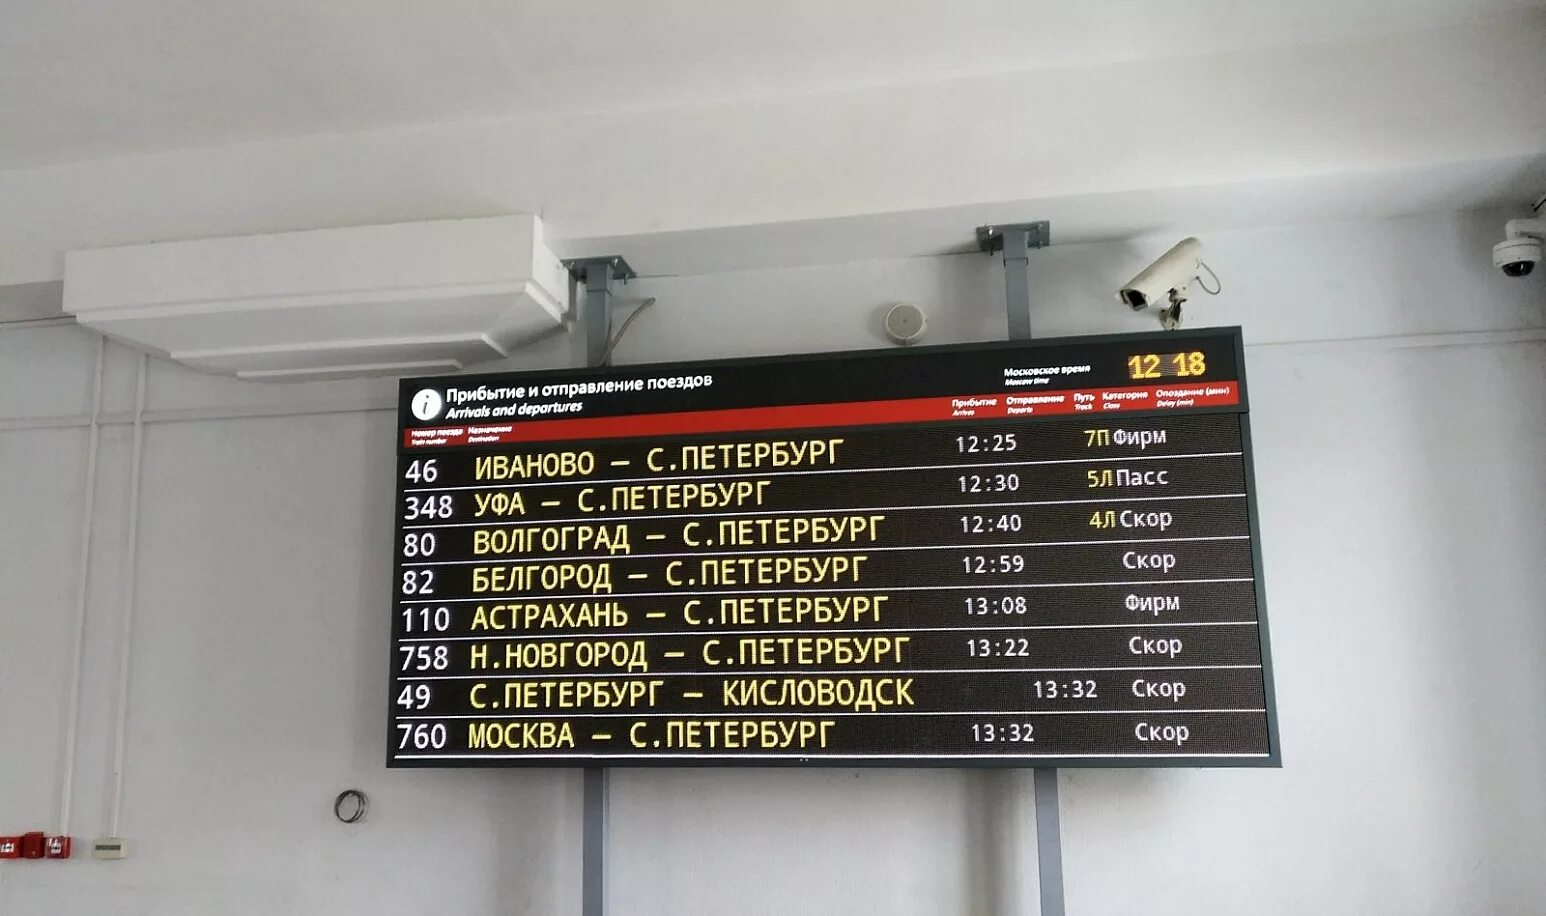 i Прибытие и отправление поездов
Arrivals and departures
Московское время 12 18
Moscow time
Номер поезда Назначение Прибытие Отправление Путь Категория Опоздание (мин)
Train number Destination Arrives Departs Track Class Delay (min)
46 ИВАНОВО – С.ПЕТЕРБУРГ 12:25 7П Фирм
348 УФА – С.ПЕТЕРБУРГ 12:30 5Л Пасс
80 ВОЛГОГРАД – С.ПЕТЕРБУРГ 12:40 4Л Скор
82 БЕЛГОРОД – С.ПЕТЕРБУРГ 12:59 Скор
110 АСТРАХАНЬ – С.ПЕТЕРБУРГ 13:08 Фирм
758 Н.НОВГОРОД – С.ПЕТЕРБУРГ 13:22 Скор
49 С.ПЕТЕРБУРГ – КИСЛОВОДСК 13:32 Скор
760 МОСКВА – С.ПЕТЕРБУРГ 13:32 Скор